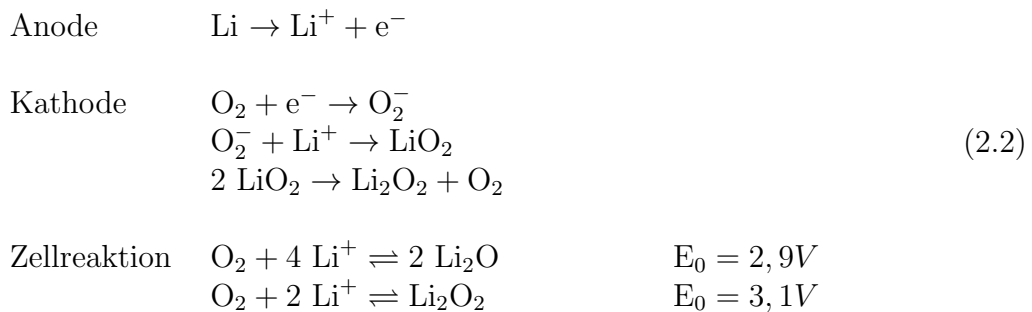 Anode Li → Li⁺ + e⁻
Kathode O₂ + e⁻ → O₂⁻
O₂⁻ + Li⁺ → LiO₂ (2.2)
2 LiO₂ → Li₂O₂ + O₂
Zellreaktion O₂ + 4 Li⁺ ⇌ 2 Li₂O E₀ = 2,9V
O₂ + 2 Li⁺ ⇌ Li₂O₂ E₀ = 3,1V